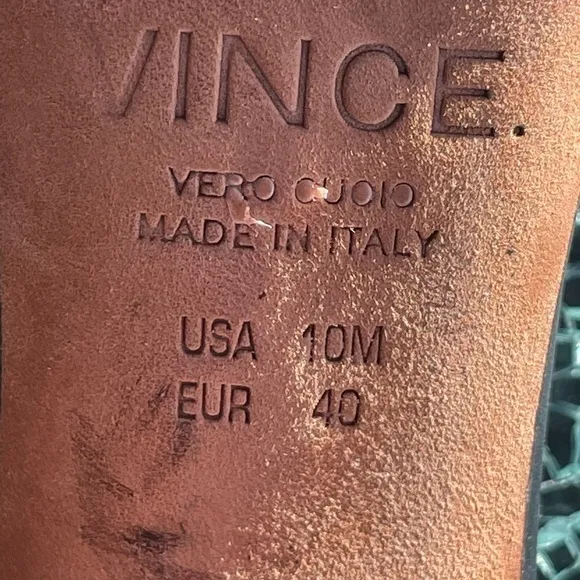 VINCE.
VERO CUOIO
MADE IN ITALY
USA 10M
EUR 40